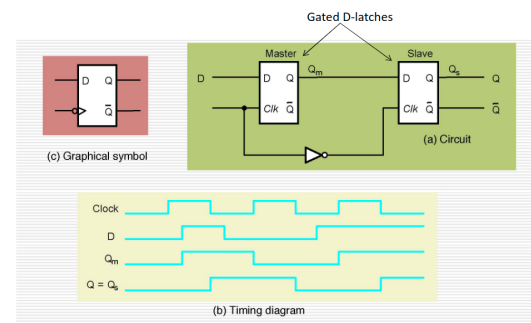 Gated D-latches
Master Slave
D D Q Qm D Q Qs Q
Clk Q Clk Q Q
(a) Circuit
D Q
Q
(c) Graphical symbol
Clock
D
Qm
Q = Qs
(b) Timing diagram